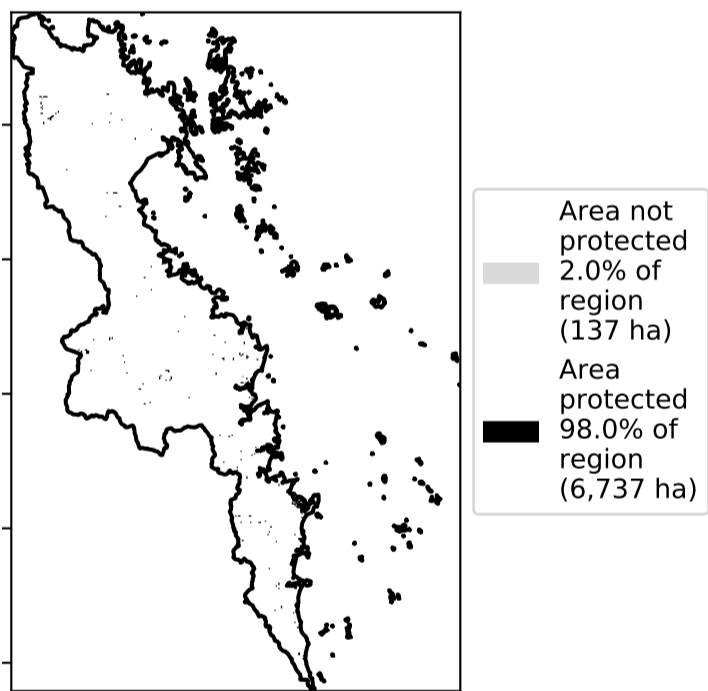 Area not
protected
2.0% of
region
(137 ha)
Area
protected
98.0% of
region
(6,737 ha)